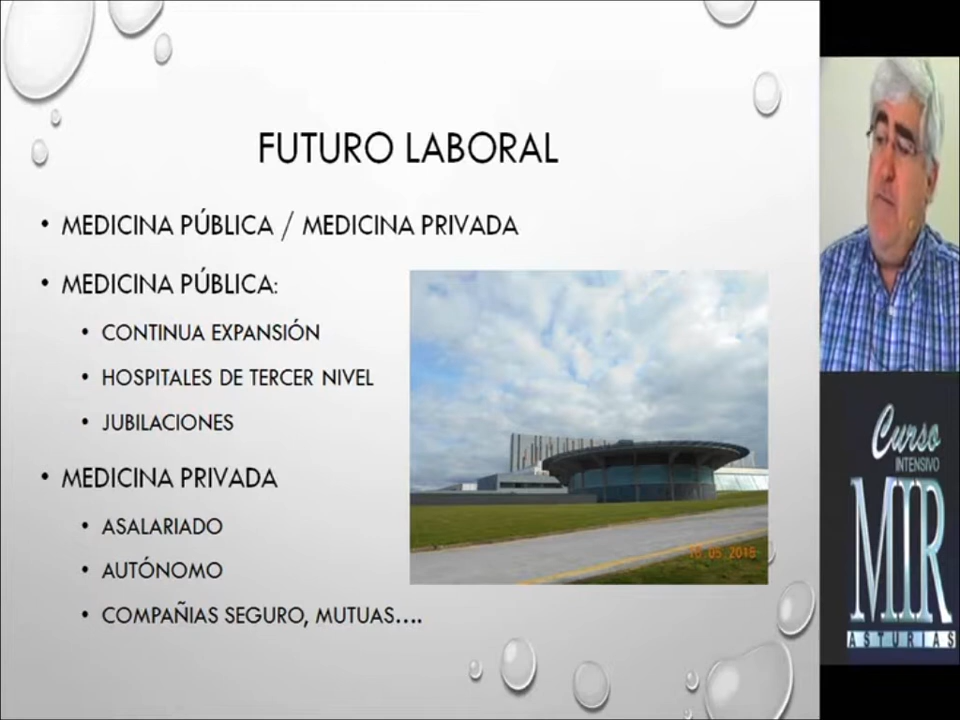 FUTURO LABORAL
• MEDICINA PÚBLICA / MEDICINA PRIVADA
• MEDICINA PÚBLICA:
• CONTINUA EXPANSIÓN
• HOSPITALES DE TERCER NIVEL
• JUBILACIONES
• MEDICINA PRIVADA
• ASALARIADO
• AUTÓNOMO
• COMPAÑIAS SEGURO, MUTUAS....
Curso
INTENSIVO
MIR
ASTURIAS